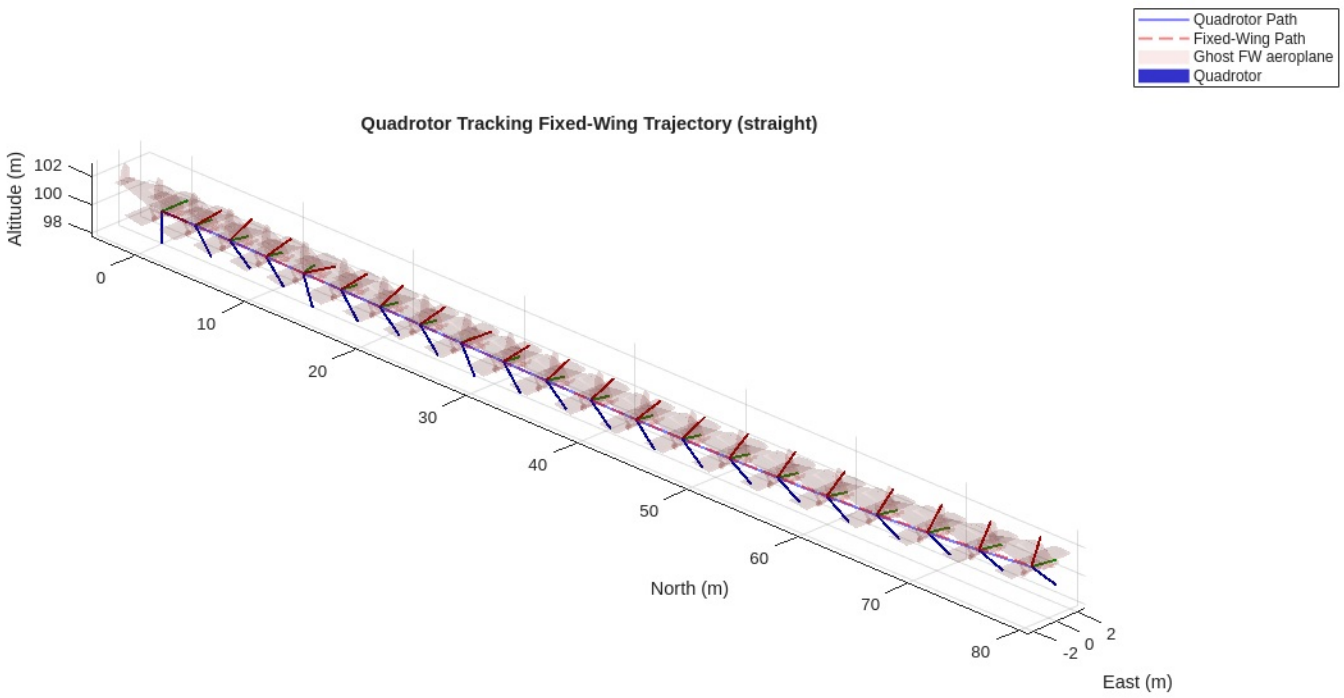 Quadrotor Path
Fixed-Wing Path
Ghost FW aeroplane
Quadrotor
Quadrotor Tracking Fixed-Wing Trajectory (straight)
Altitude (m)
102
100
98
0
10
20
30
40
50
60
70
80
North (m)
-2
0
2
East (m)